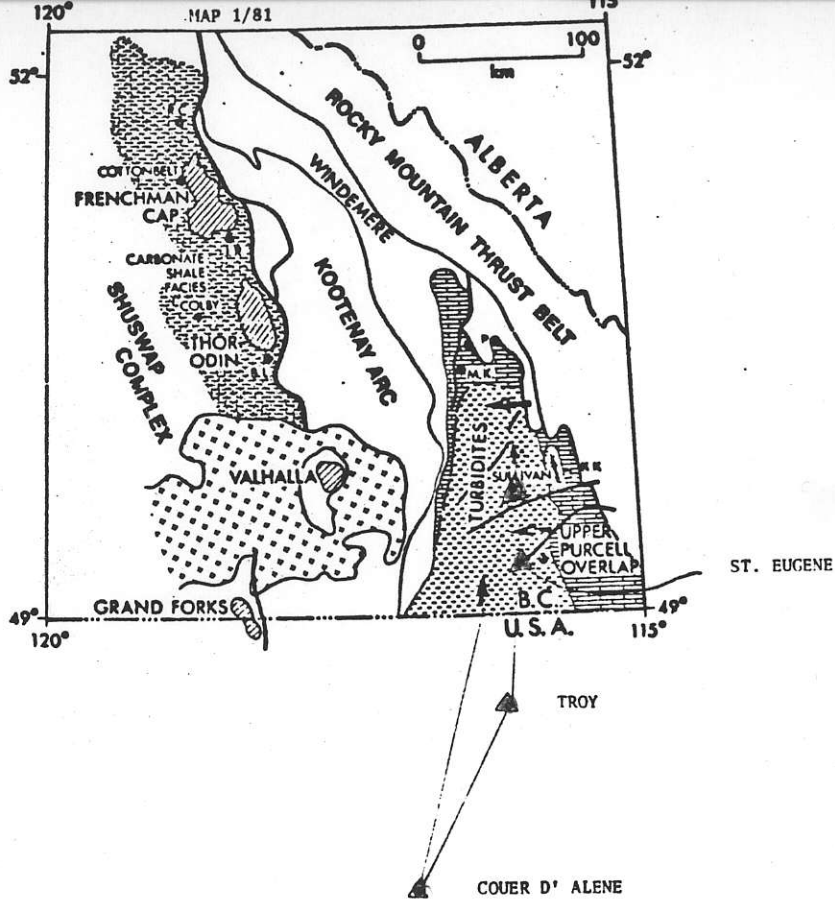 120°
MAP 1/81
115
52°
0 100
km
52°
ALBERTA
ROCKY MOUNTAIN THRUST BELT
WINDEMERE
COTTONBELT
FRENCHMAN
CAP
CARBONATE
SHALE
FACIES
COLBY
THOR
ODIN
SHUSWAP
COMPLEX
KOOTENAY ARC
M.K.
TURBIDITES
SULLIVAN
KK
VALHALLA
UPPER
PURCELL
OVERLAP
ST. EUGENE
GRAND FORKS
B.C.
49°
49°
U.S.A.
120°
115°
TROY
COUER D' ALENE